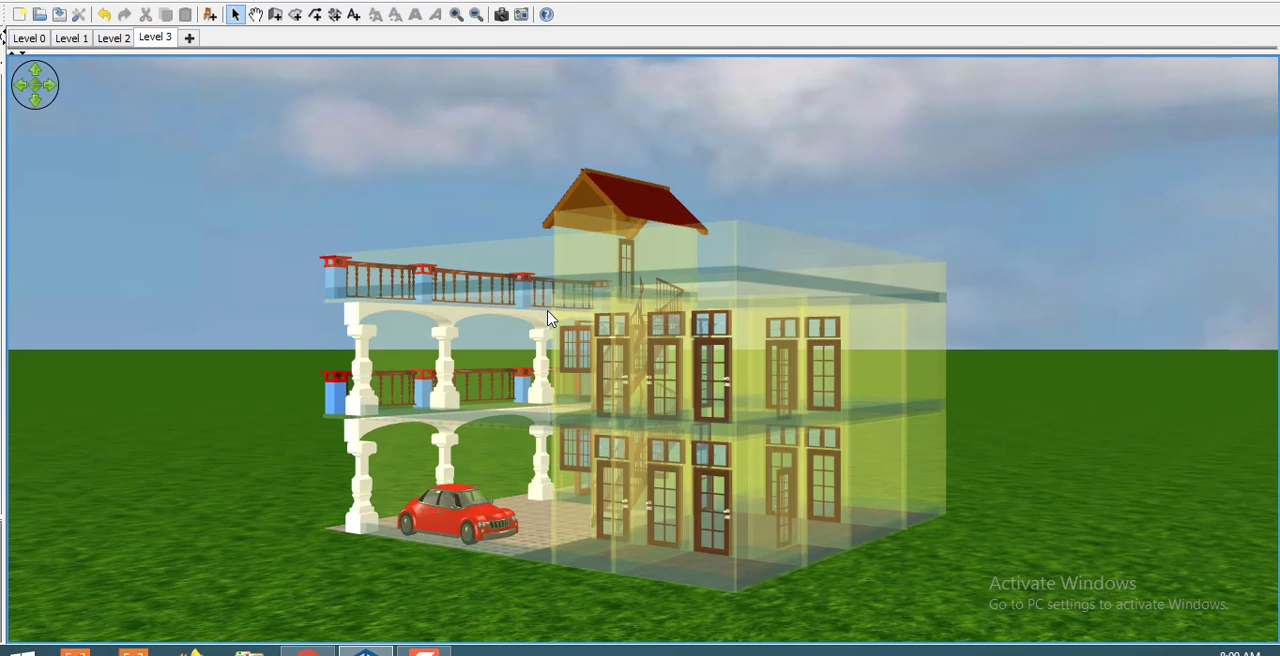 Level 0 Level 1 Level 2 Level 3
Activate Windows
Go to PC settings to activate Windows.